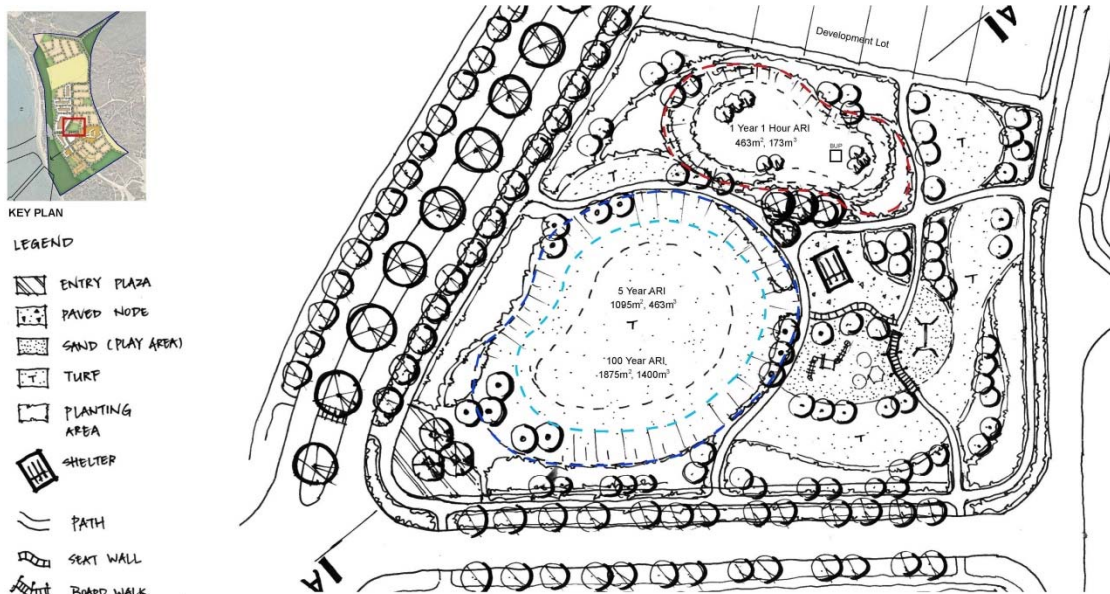 KEY PLAN
LEGEND
ENTRY PLAZA
PAVED NODE
SAND (PLAY AREA)
TURF
T
PLANTING
AREA
SHELTER
PATH
SEAT WALL
BOARD WALK
Development Lot
1 Year 1 Hour ARI
463m², 173m³
BUP
T
T
5 Year ARI
1095m², 463m³
T
100 Year ARI
1875m², 1400m³
T
T